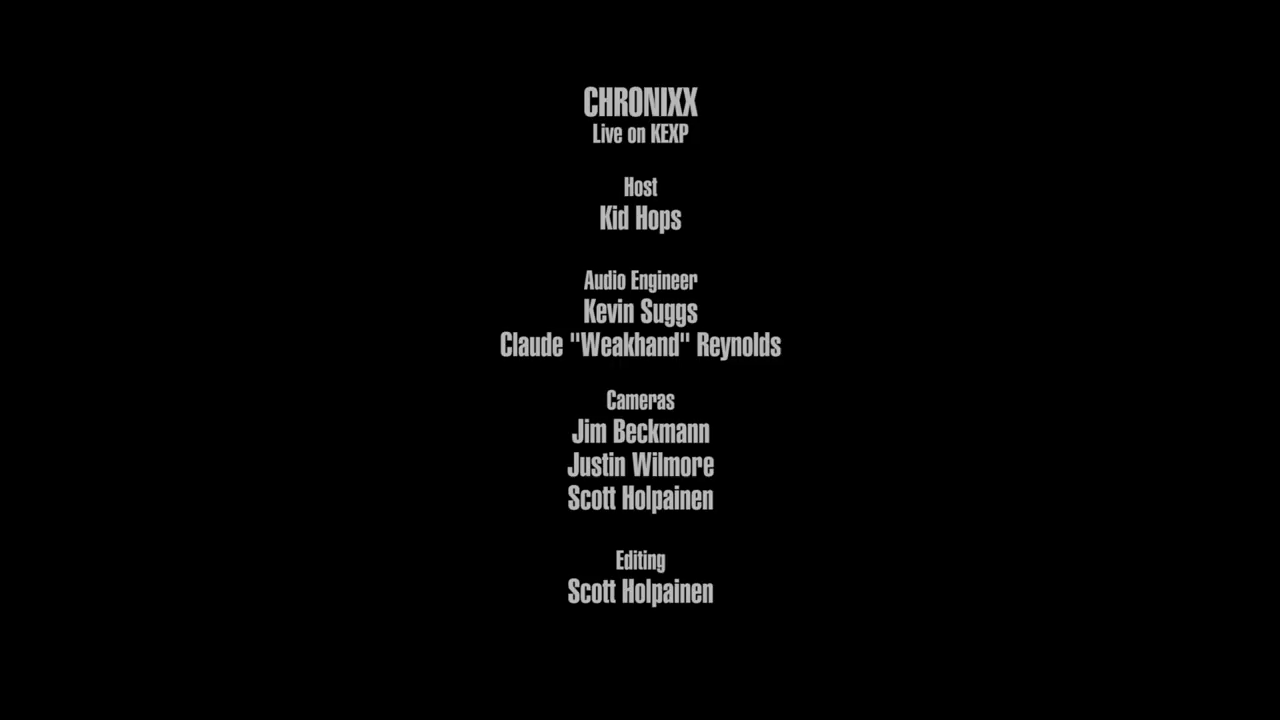 CHRONIXX
Live on KEXP
Host
Kid Hops
Audio Engineer
Kevin Suggs
Claude "Weakhand" Reynolds
Cameras
Jim Beckmann
Justin Wilmore
Scott Holpainen
Editing
Scott Holpainen